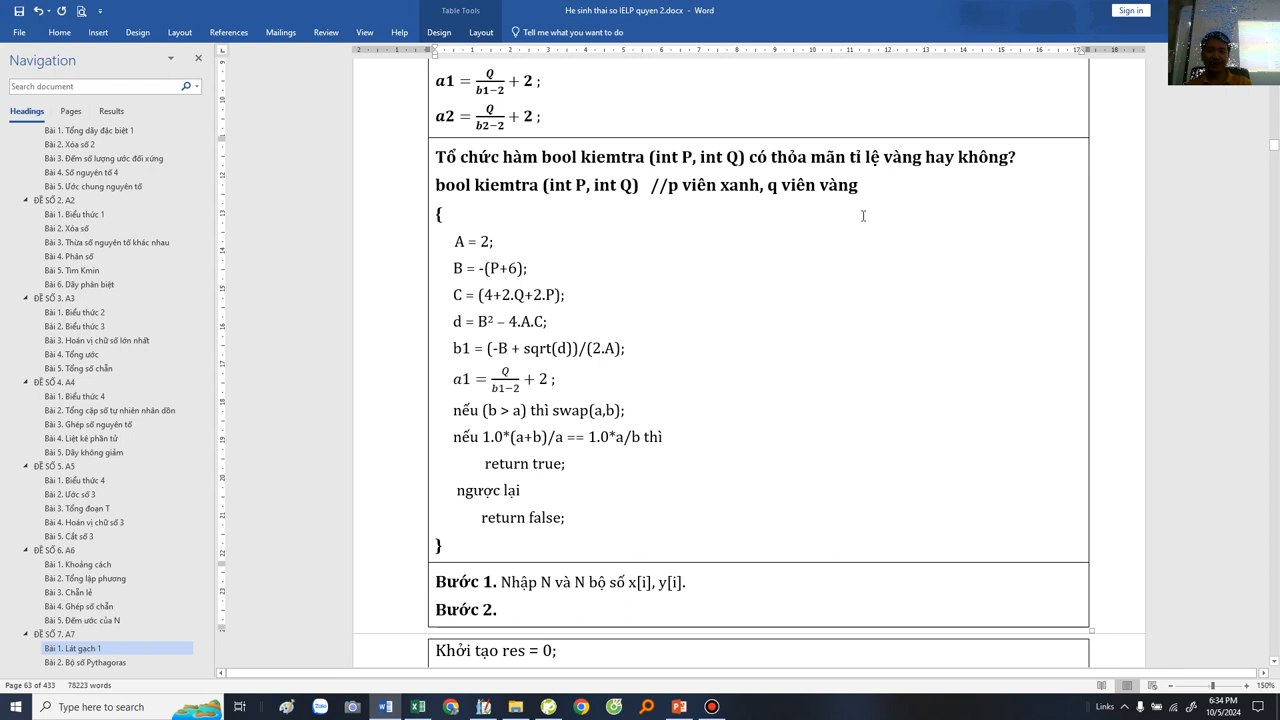 Table Tools
He sinh thai so IELP quyen 2.docx - Word
Sign in
File Home Insert Design Layout References Mailings Review View Help Design Layout Tell me what you want to do
Navigation
Search document
Headings Pages Results
Bài 1. Tổng dãy đặc biệt 1
Bài 2. Xóa số 2
Bài 3. Đếm số lượng ước đối xứng
Bài 4. Số nguyên tố 4
Bài 5. Ước chung nguyên tố
ĐỀ SỐ 2. A2
Bài 1. Biểu thức 1
Bài 2. Xóa số
Bài 3. Thừa số nguyên tố khác nhau
Bài 4. Phân số
Bài 5. Tìm Kmin
Bài 6. Dãy phân biệt
ĐỀ SỐ 3. A3
Bài 1. Biểu thức 2
Bài 2. Biểu thức 3
Bài 3. Hoán vị chữ số lớn nhất
Bài 4. Tổng ước
Bài 5. Tổng số chẵn
ĐỀ SỐ 4. A4
Bài 1. Biểu thức 4
Bài 2. Tổng cặp số tự nhiên nhân dồn
Bài 3. Ghép số nguyên tố
Bài 4. Liệt kê phần tử
Bài 5. Dãy không giảm
ĐỀ SỐ 5. A5
Bài 1. Biểu thức 4
Bài 2. Ước số 3
Bài 3. Tổng đoạn T
Bài 4. Hoán vị chữ số 3
Bài 5. Cắt số 3
ĐỀ SỐ 6. A6
Bài 1. Khoảng cách
Bài 2. Tổng lập phương
Bài 3. Chẵn lẻ
Bài 4. Ghép số chẵn
Bài 5. Đếm ước của N
ĐỀ SỐ 7. A7
Bài 1. Lát gạch 1
Bài 2. Bộ số Pythagoras
a1 = Q/(b1−2) + 2 ;
a2 = Q/(b2−2) + 2 ;
Tổ chức hàm bool kiemtra (int P, int Q) có thỏa mãn tỉ lệ vàng hay không?
bool kiemtra (int P, int Q) //p viên xanh, q viên vàng
{
A = 2;
B = -(P+6);
C = (4+2.Q+2.P);
d = B² – 4.A.C;
b1 = (-B + sqrt(d))/(2.A);
a1 = Q/(b1−2) + 2 ;
nếu (b > a) thì swap(a,b);
nếu 1.0*(a+b)/a == 1.0*a/b thì
return true;
ngược lại
return false;
}
Bước 1. Nhập N và N bộ số x[i], y[i].
Bước 2.
Khởi tạo res = 0;
Page 63 of 433 78223 words
150%
Type here to search
6:34 PM
10/5/2024